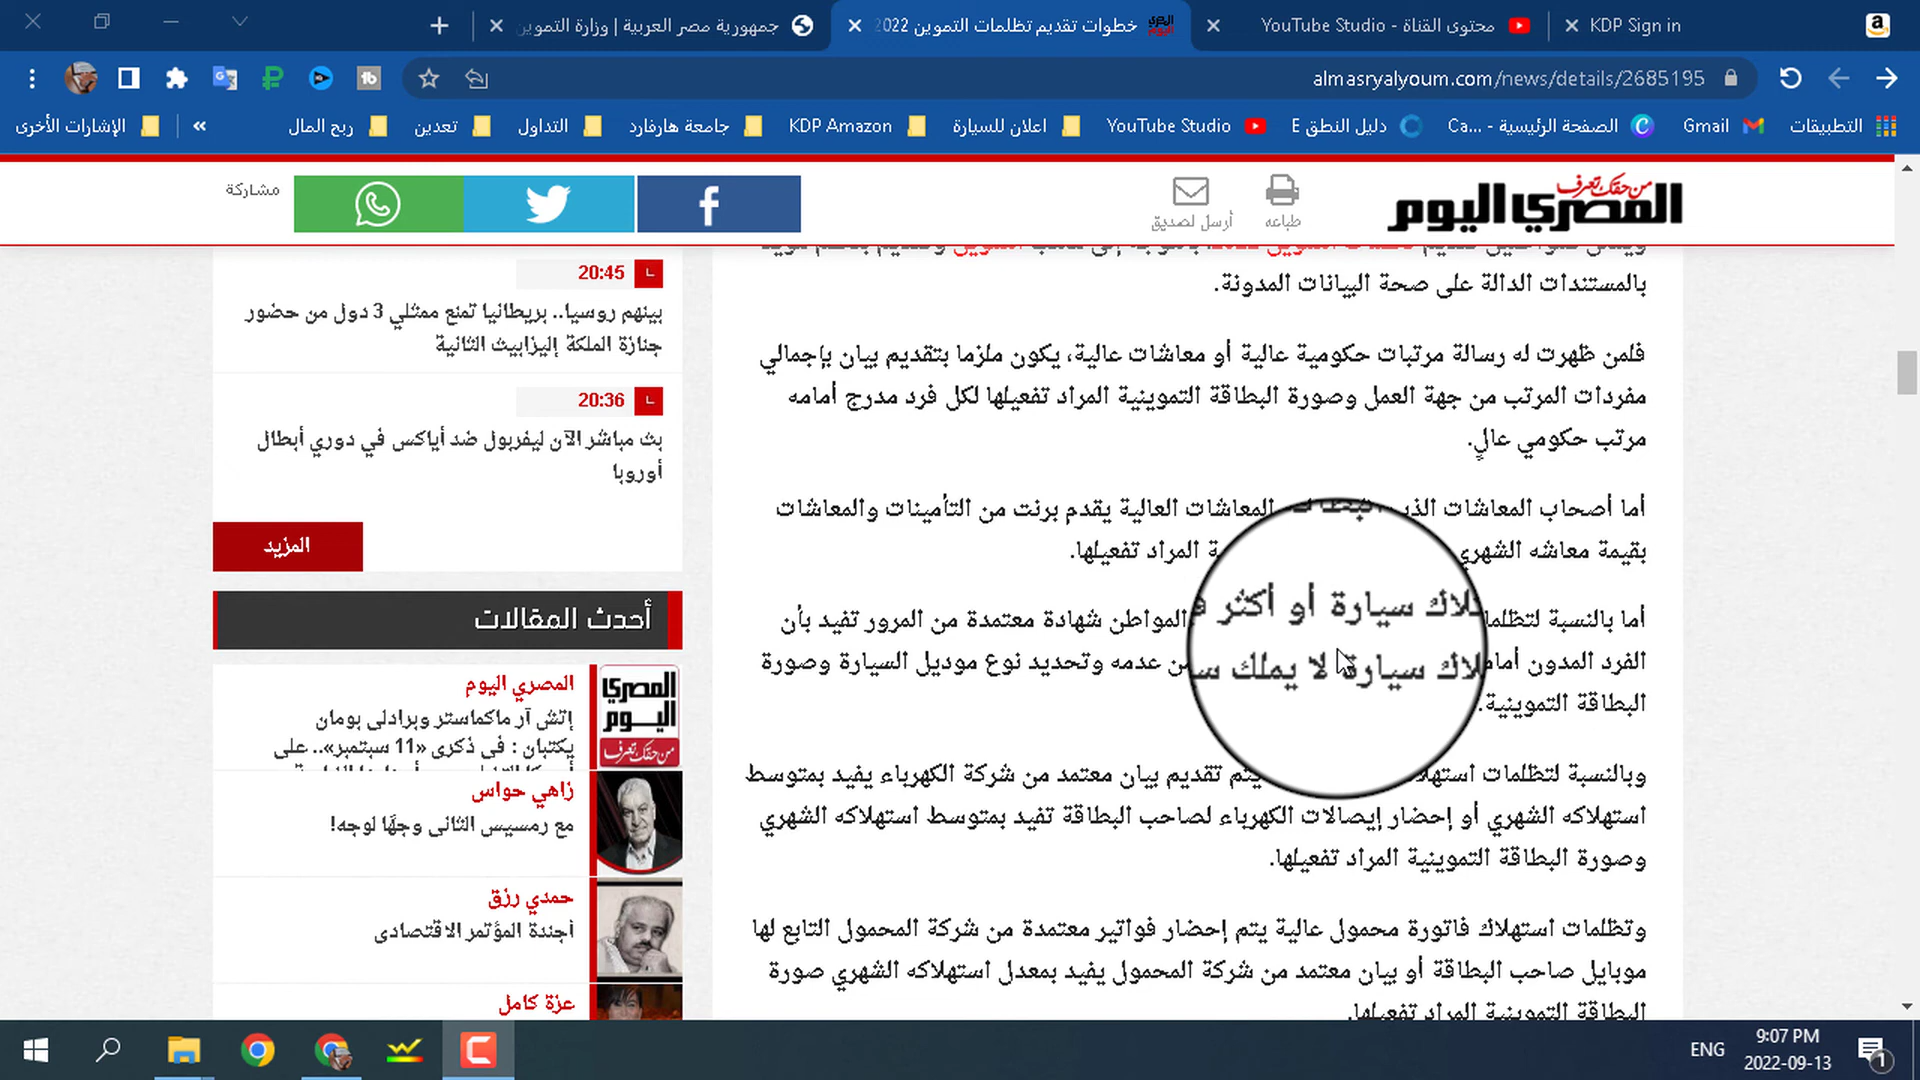 KDP Sign in
محتوى القناة - YouTube Studio
خطوات تقديم تظلمات التموين 2022
جمهورية مصر العربية | وزارة التموين
almasryalyoum.com/news/details/2685195
التطبيقات
Gmail
الصفحة الرئيسية - ...Ca
دليل النطق E
YouTube Studio
اعلان للسيارة
KDP Amazon
جامعة هارفارد
التداول
تعدين
ربح المال
»
الإشارات الأخرى
المصري اليوم
من حقك تعرف
طباعه
أرسل لصديق
مشاركة
بالمستندات الدالة على صحة البيانات المدونة.
فلمن ظهرت له رسالة مرتبات حكومية عالية أو معاشات عالية، يكون ملزما بتقديم بيان بإجمالي
مفردات المرتب من جهة العمل وصورة البطاقة التموينية المراد تفعيلها لكل فرد مدرج أمامه
مرتب حكومي عالٍ.
أما أصحاب المعاشات المعاشات العالية يقدم برنت من التأمينات والمعاشات
بقيمة معاشه الشهري المراد تفعيلها.
أما بالنسبة سيارة أو أكثر المواطن شهادة معتمدة من المرور تفيد بأن
الفرد المدون سيارة لا يملك عدمه وتحديد نوع موديل السيارة وصورة
البطاقة التموينية.
وبالنسبة لتظلمات يتم تقديم بيان معتمد من شركة الكهرباء يفيد بمتوسط
استهلاكه الشهري أو إحضار إيصالات الكهرباء لصاحب البطاقة تفيد بمتوسط استهلاكه الشهري
وصورة البطاقة التموينية المراد تفعيلها.
وتظلمات استهلاك فاتورة محمول عالية يتم إحضار فواتير معتمدة من شركة المحمول التابع لها
موبايل صاحب البطاقة أو بيان معتمد من شركة المحمول يفيد بمعدل استهلاكه الشهري صورة
البطاقة التموينية المراد تفعيلها.
20:45
بينهم روسيا.. بريطانيا تمنع ممثلي 3 دول من حضور
جنازة الملكة إليزابيث الثانية
20:36
بث مباشر الآن ليفربول ضد أياكس في دوري أبطال
أوروبا
المزيد
أحدث المقالات
المصري اليوم
من حقك تعرف
المصري اليوم
إتش آر ماكماستر وبرادلى بومان
يكتبان : فى ذكرى «11 سبتمبر».. على
زاهي حواس
مع رمسيس الثانى وجهًا لوجه!
حمدي رزق
أجندة المؤتمر الاقتصادى
عزة كامل
ENG
9:07 PM
2022-09-13
1